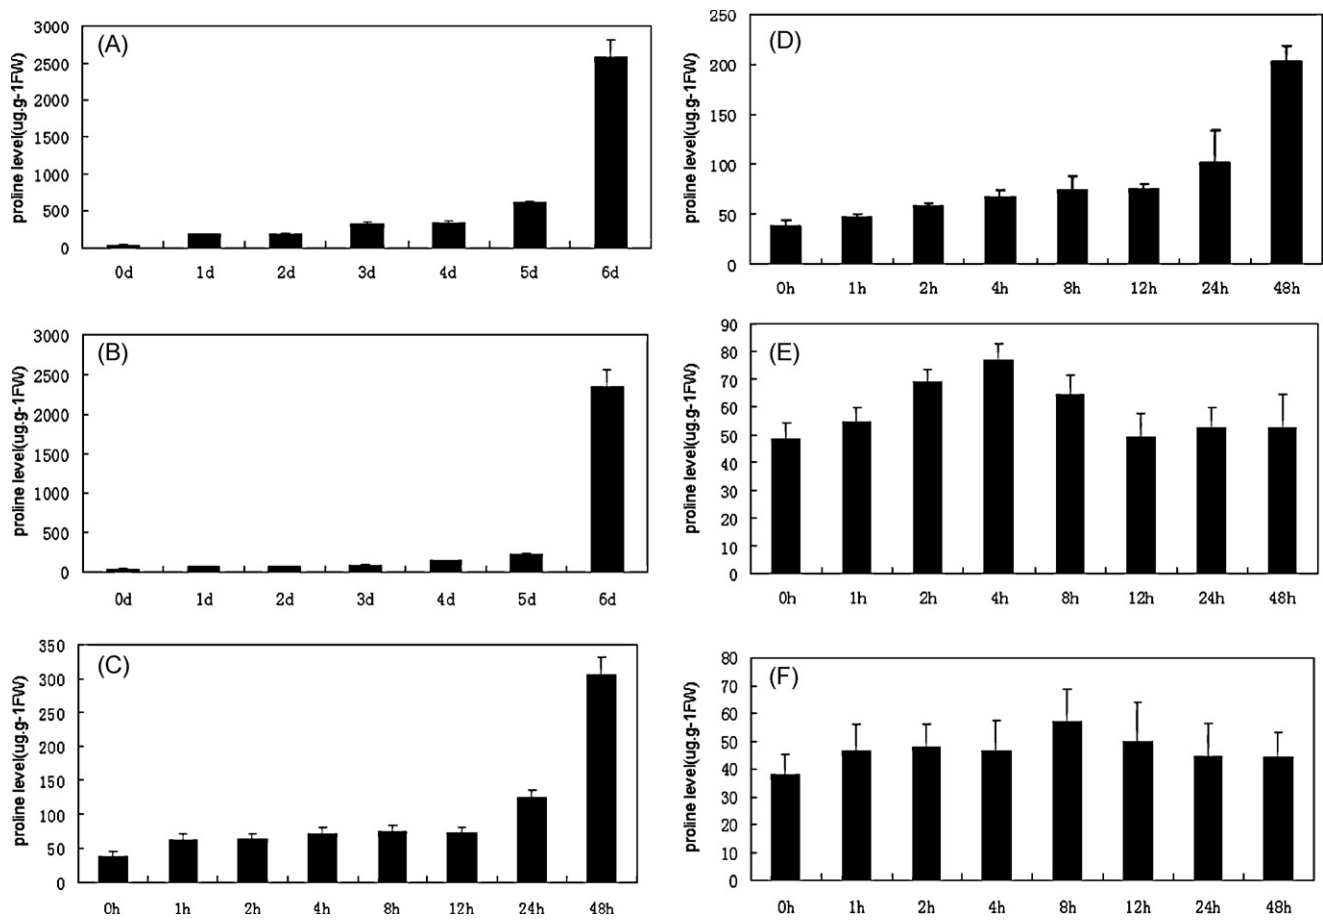 (A)
proline level(ug.g-1FW)
3000
2500
2000
1500
1000
500
0
0d 1d 2d 3d 4d 5d 6d
(B)
proline level(ug.g-1FW)
3000
2500
2000
1500
1000
500
0
0d 1d 2d 3d 4d 5d 6d
(C)
proline level(ug.g-1FW)
350
300
250
200
150
100
50
0
0h 1h 2h 4h 8h 12h 24h 48h
(D)
proline level(ug.g-1FW)
250
200
150
100
50
0
0h 1h 2h 4h 8h 12h 24h 48h
(E)
proline level(ug.g-1FW)
90
80
70
60
50
40
30
20
10
0
0h 1h 2h 4h 8h 12h 24h 48h
(F)
proline level(ug.g-1FW)
80
70
60
50
40
30
20
10
0
0h 1h 2h 4h 8h 12h 24h 48h